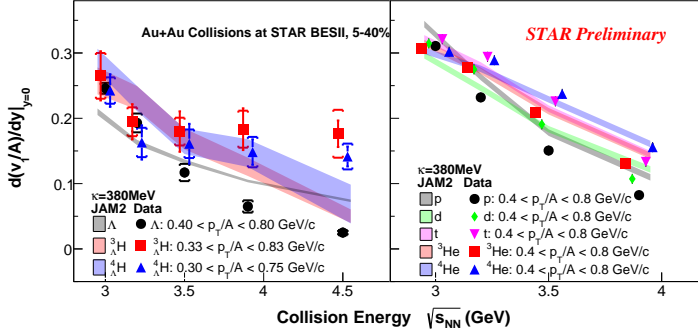 Au+Au Collisions at STAR BESII, 5-40%
STAR Preliminary
d(v₁/A)/dy|y=0
0.3
0.2
0.1
0
κ=380MeV
JAM2 Data
Λ Λ: 0.40 < pT/A < 0.80 GeV/c
³ΛH ³ΛH: 0.33 < pT/A < 0.83 GeV/c
⁴ΛH ⁴ΛH: 0.30 < pT/A < 0.75 GeV/c
κ=380MeV
JAM2 Data
p p: 0.4 < pT/A < 0.8 GeV/c
d d: 0.4 < pT/A < 0.8 GeV/c
t t: 0.4 < pT/A < 0.8 GeV/c
³He ³He: 0.4 < pT/A < 0.8 GeV/c
⁴He ⁴He: 0.4 < pT/A < 0.8 GeV/c
3 3.5 4 4.5 3 3.5 4
Collision Energy √sNN (GeV)